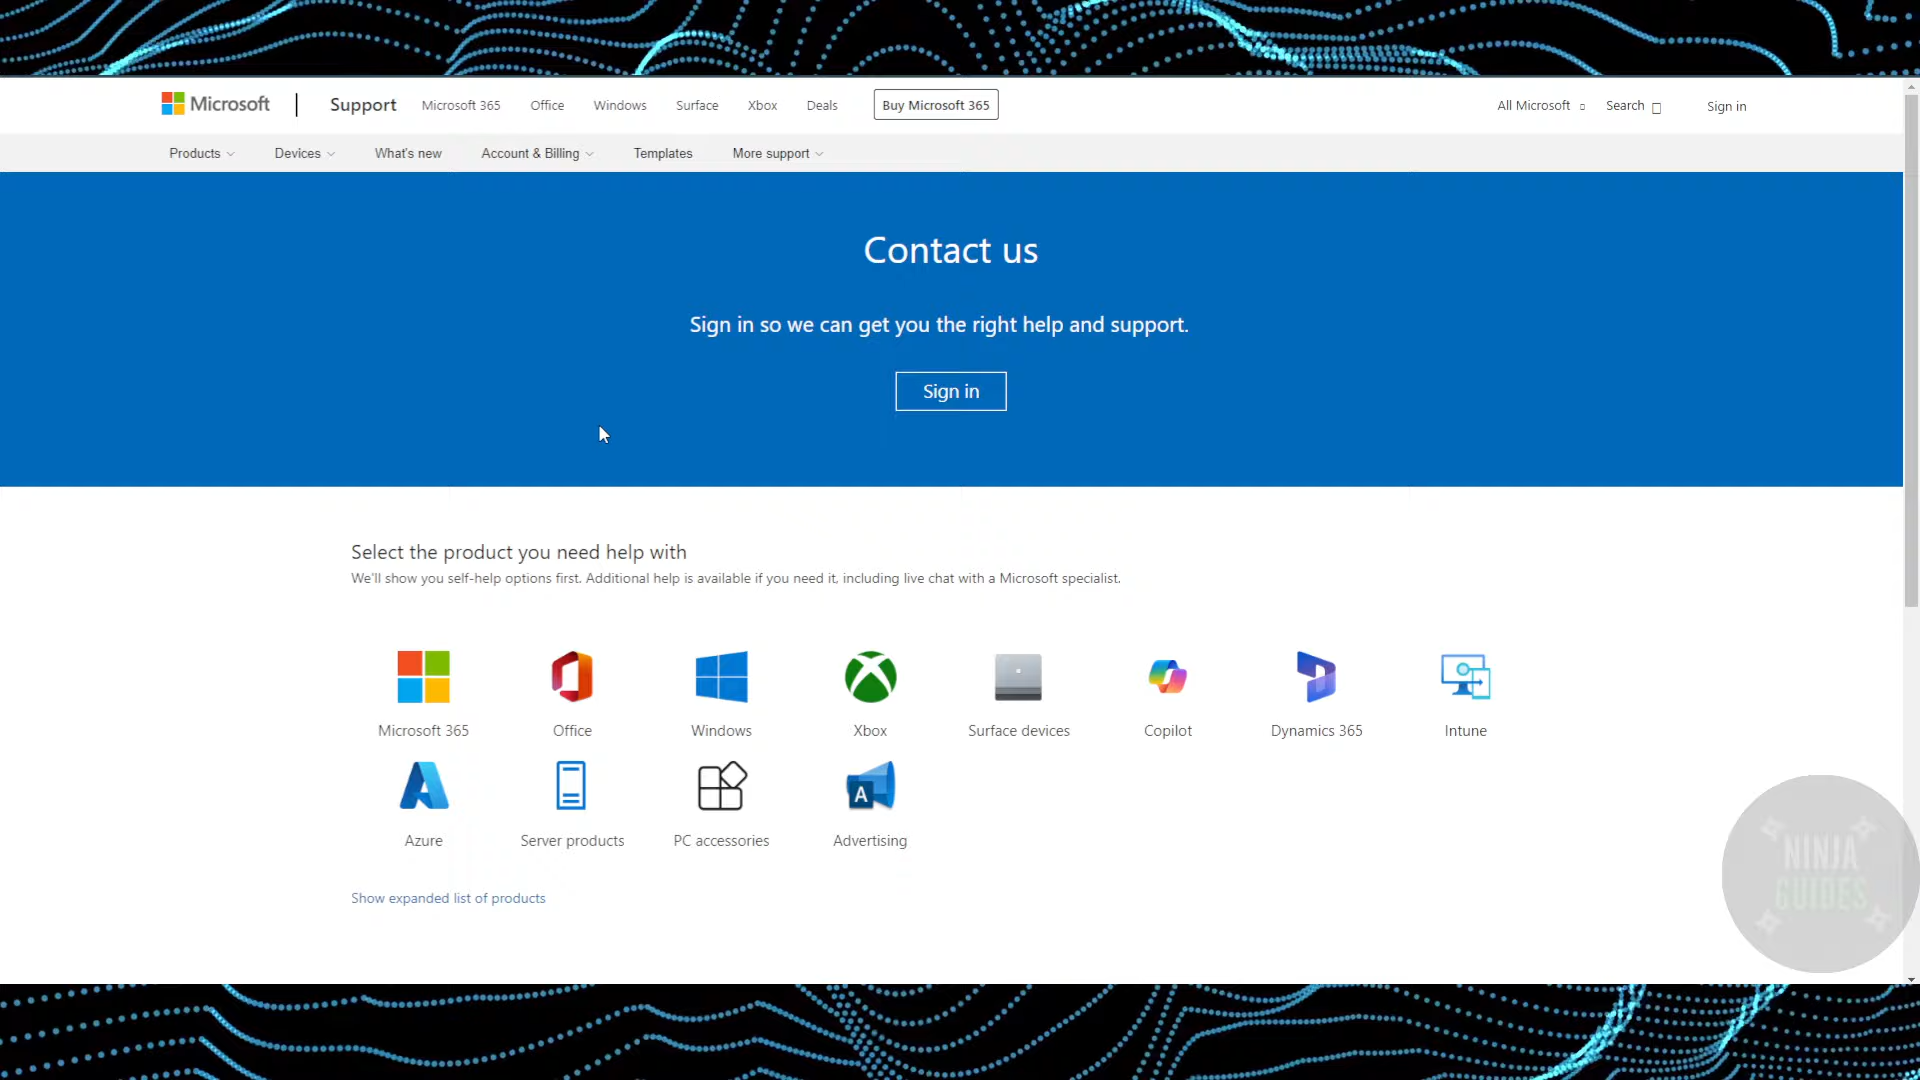 Microsoft | Support Microsoft 365 Office Windows Surface Xbox Deals Buy Microsoft 365 All Microsoft Search Sign in
Products Devices What's new Account & Billing Templates More support
Contact us
Sign in so we can get you the right help and support.
Sign in
Select the product you need help with
We'll show you self-help options first. Additional help is available if you need it, including live chat with a Microsoft specialist.
Microsoft 365 Office Windows Xbox Surface devices Copilot Dynamics 365 Intune
A
Azure Server products PC accessories Advertising
Show expanded list of products
NINJA
GUIDES